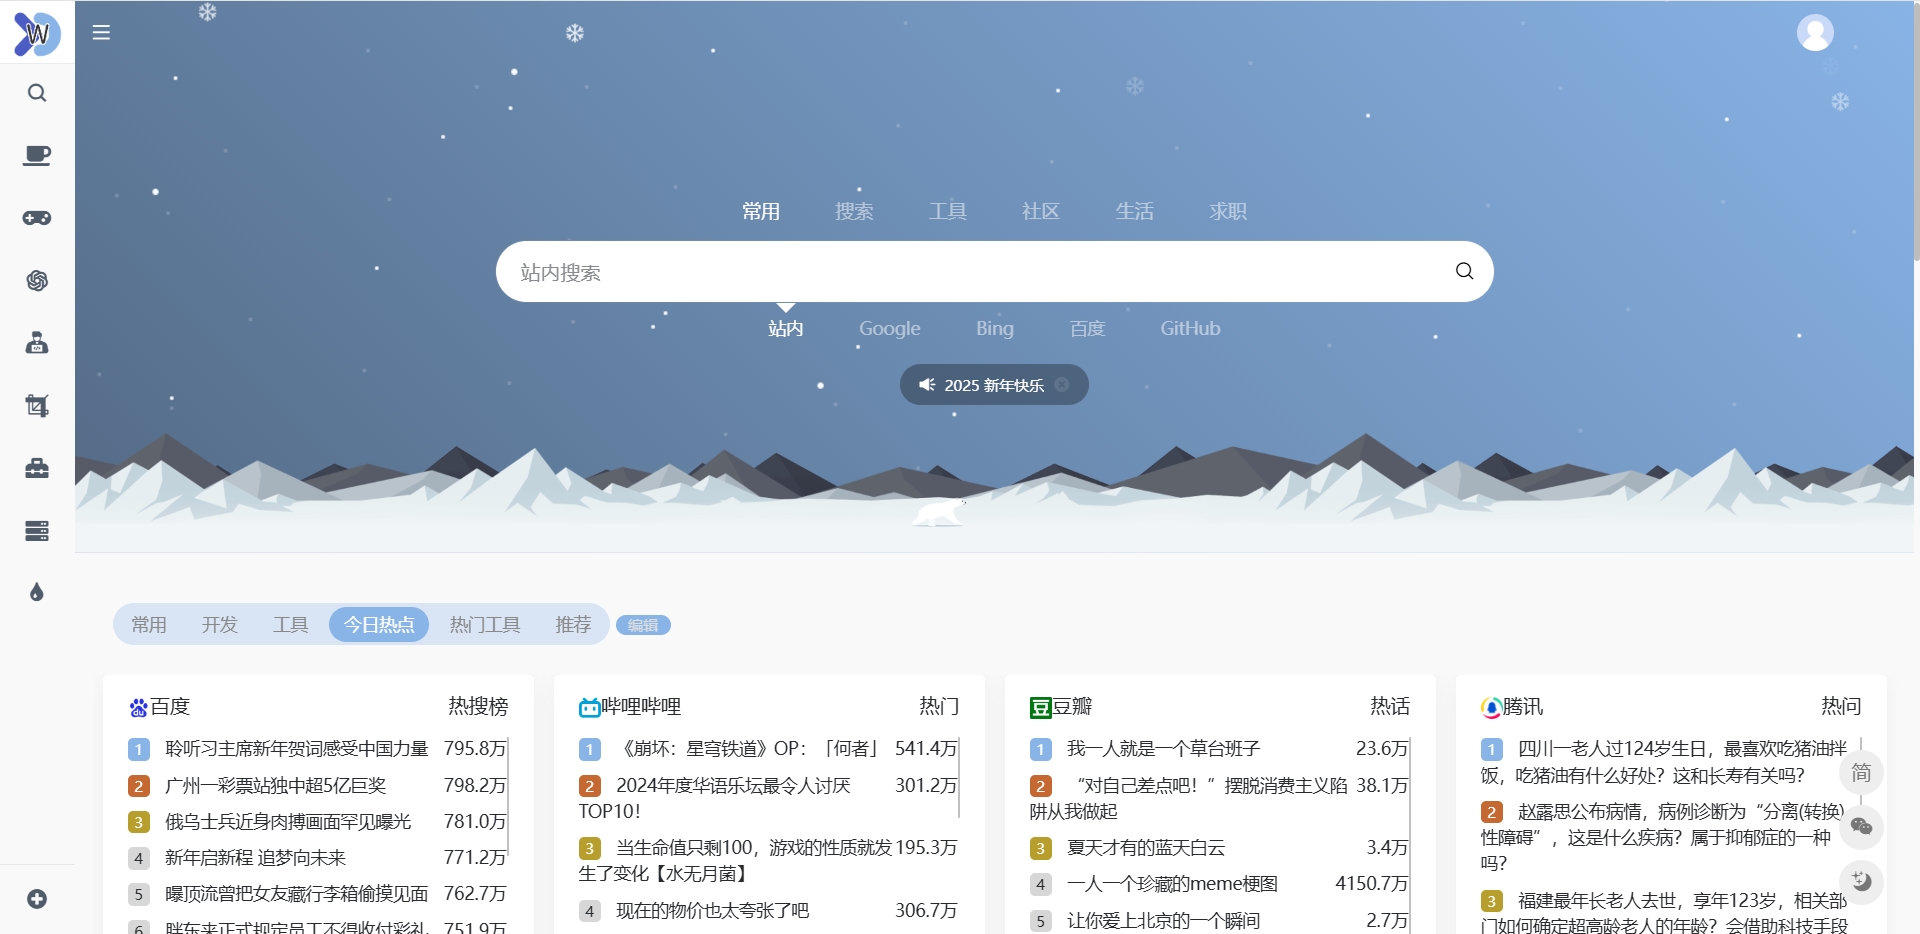 W
常用 搜索 工具 社区 生活 求职
站内搜索
站内 Google Bing 百度 GitHub
2025 新年快乐
常用 开发 工具 今日热点 热门工具 推荐 编辑
百度 热搜榜
1 聆听习主席新年贺词感受中国力量 795.8万
2 广州一彩票站独中超5亿巨奖 798.2万
3 俄乌士兵近身肉搏画面罕见曝光 781.0万
4 新年启新程 追梦向未来 771.2万
5 曝顶流曾把女友藏行李箱偷摸见面 762.7万
6 胖东来正式规定员工不得收付彩礼 751.9万
哔哩哔哩 热门
1 《崩坏：星穹铁道》OP：「何者」 541.4万
2 2024年度华语乐坛最令人讨厌 301.2万
TOP10！
3 当生命值只剩100，游戏的性质就发 195.3万
生了变化【水无月菌】
4 现在的物价也太夸张了吧 306.7万
豆瓣 热话
1 我一人就是一个草台班子 23.6万
2 “对自己差点吧！”摆脱消费主义陷 38.1万
阱从我做起
3 夏天才有的蓝天白云 3.4万
4 一人一个珍藏的meme梗图 4150.7万
5 让你爱上北京的一个瞬间 2.7万
腾讯 热问
1 四川一老人过124岁生日，最喜欢吃猪油拌
饭，吃猪油有什么好处？这和长寿有关吗？
2 赵露思公布病情，病例诊断为“分离(转换)
性障碍”，这是什么疾病？属于抑郁症的一种
吗？
3 福建最年长老人去世，享年123岁，相关部
门如何确定超高龄老人的年龄？会借助科技手段
简